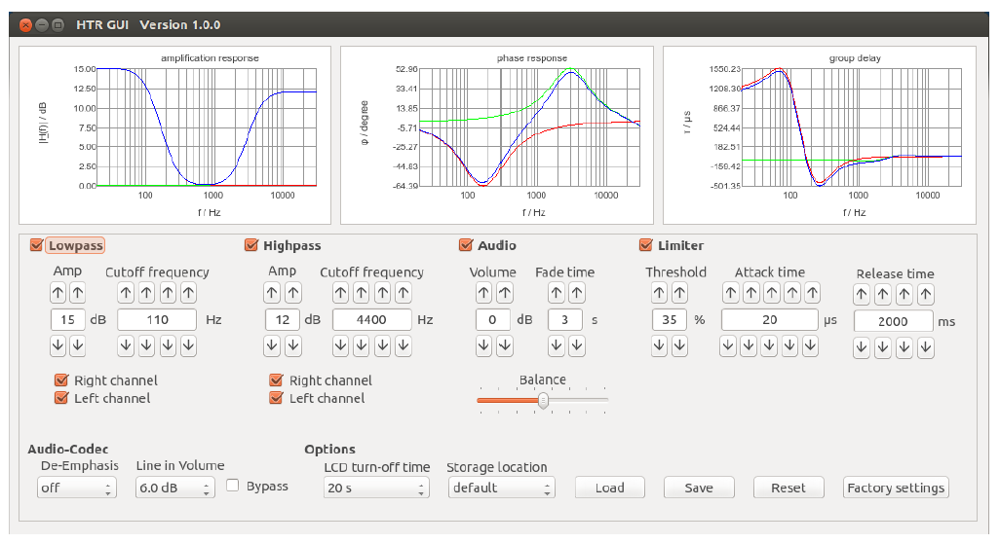 HTR GUI Version 1.0.0
amplification response
|H(f)| / dB
15.00
12.50
10.00
7.50
5.00
2.50
0.00
100 1000 10000
f / Hz
phase response
φ / degree
52.96
33.41
13.85
-5.71
-25.27
-44.83
-64.39
100 1000 10000
f / Hz
group delay
τ / µs
1550.23
1208.30
866.37
524.44
182.51
-150.42
-501.35
100 1000 10000
f / Hz
Lowpass Highpass Audio Limiter
Amp Cutoff frequency Amp Cutoff frequency Volume Fade time Threshold Attack time Release time
15 dB 110 Hz 12 dB 4400 Hz 0 dB 3 s 35 % 20 µs 2000 ms
Right channel Right channel Balance
Left channel Left channel
Audio-Codec Options
De-Emphasis Line in Volume LCD turn-off time Storage location
off 6.0 dB Bypass 20 s default Load Save Reset Factory settings